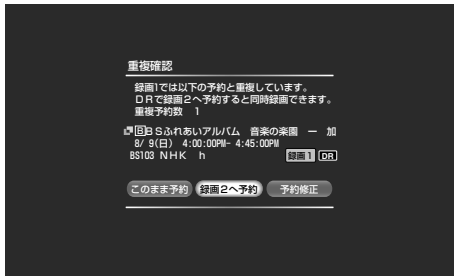 重複確認
録画1では以下の予約と重複しています。
DRで録画2へ予約すると同時録画できます。
重複予約数 1
BBSふれあいアルバム 音楽の楽園 ー 加
8/ 9(日) 4:00:00PM- 4:45:00PM
BS103 NHK h 録画1 DR
このまま予約 録画2へ予約 予約修正